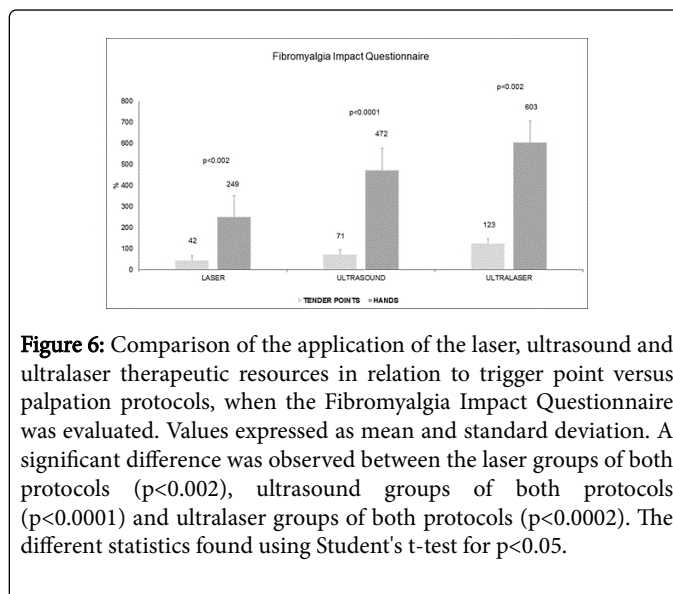 Fibromyalgia Impact Questionnaire
800
700
600
500
400
300
200
100
0
%
p<0.002
p<0.0001
p<0.002
42
249
71
472
123
603
LASER
ULTRASOUND
ULTRALASER
TENDER POINTS HANDS
Figure 6: Comparison of the application of the laser, ultrasound and
ultralaser therapeutic resources in relation to trigger point versus
palpation protocols, when the Fibromyalgia Impact Questionnaire
was evaluated. Values expressed as mean and standard deviation. A
significant difference was observed between the laser groups of both
protocols (p<0.002), ultrasound groups of both protocols
(p<0.0001) and ultralaser groups of both protocols (p<0.0002). The
different statistics found using Student's t-test for p<0.05.